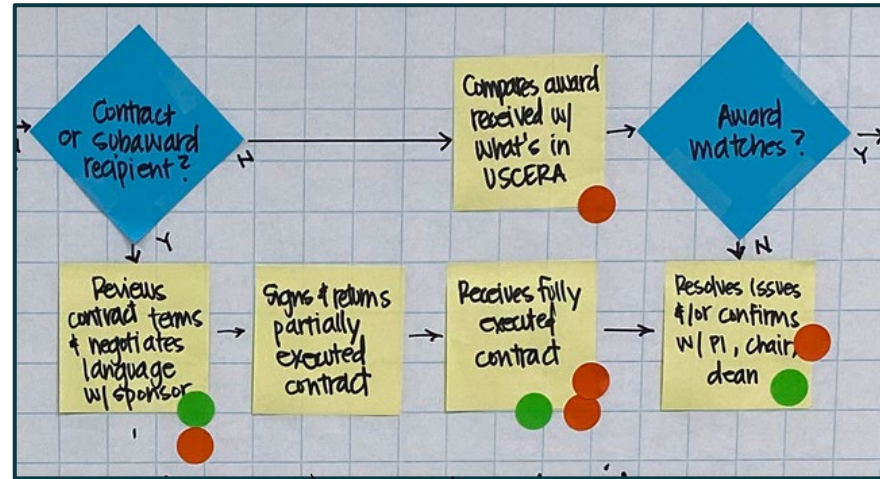 Contract
or subaward
recipient?
N
Y
Compares award
received w/
what's in
USCERA
Award
matches?
Y
N
Reviews
contract terms
& negotiates
language
w/ sponsor
Signs & returns
partially
executed
contract
Receives fully
executed
contract
Resolves issues
&/or confirms
w/ PI, chair,
dean